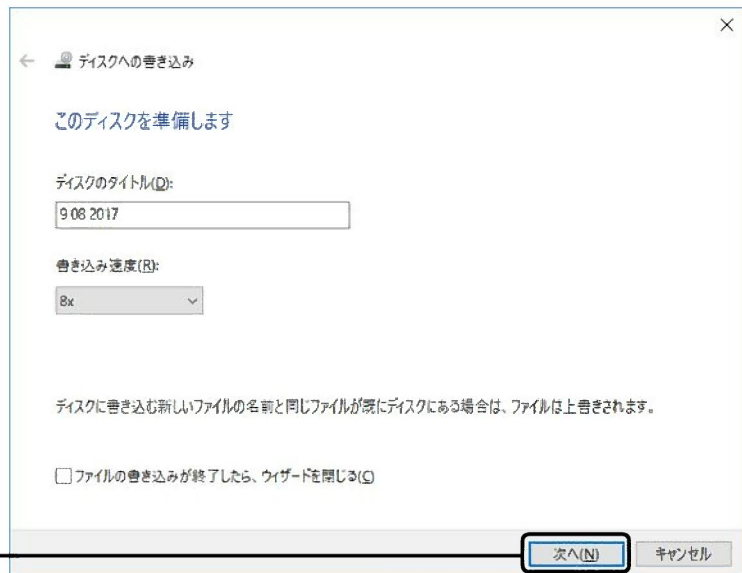 ディスクへの書き込み
このディスクを準備します
ディスクのタイトル(D):
9 08 2017
書き込み速度(R):
8x
ディスクに書き込む新しいファイルの名前と同じファイルが既にディスクにある場合は、ファイルは上書きされます。
ファイルの書き込みが終了したら、ウィザードを閉じる(C)
次へ(N) キャンセル